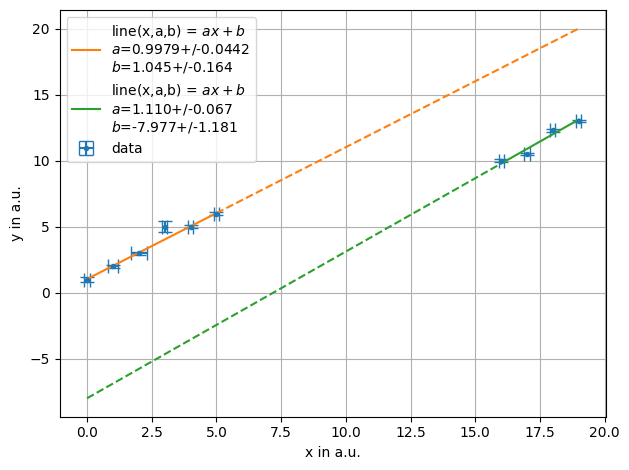 line(x,a,b) = ax + b
a=0.9979+/-0.0442
b=1.045+/-0.164
line(x,a,b) = ax + b
a=1.110+/-0.067
b=-7.977+/-1.181
data
20
15
10
5
0
−5
y in a.u.
0.0 2.5 5.0 7.5 10.0 12.5 15.0 17.5 20.0
x in a.u.